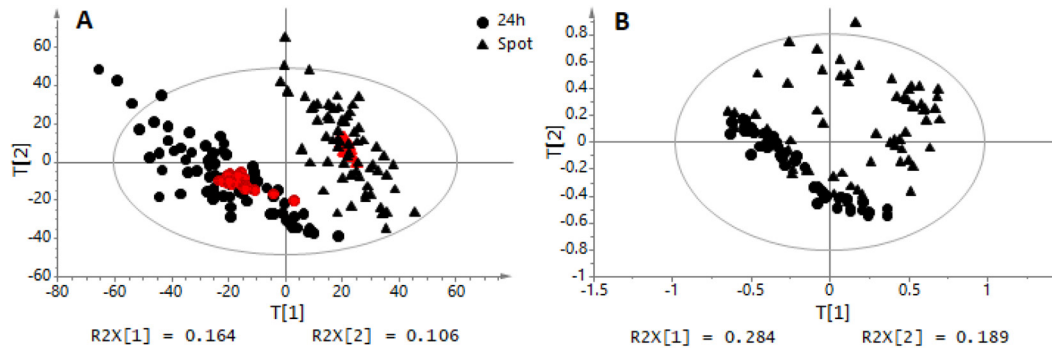 A
24h
Spot
T[2]
60
40
20
0
-20
-40
-60
-80 -60 -40 -20 0 20 40 60
T[1]
R2X[1] = 0.164 R2X[2] = 0.106
B
T[2]
0.8
0.6
0.4
0.2
0
-0.2
-0.4
-0.6
-0.8
-1
-1.5 -1 -0.5 0 0.5 1 1.5
T[1]
R2X[1] = 0.284 R2X[2] = 0.189